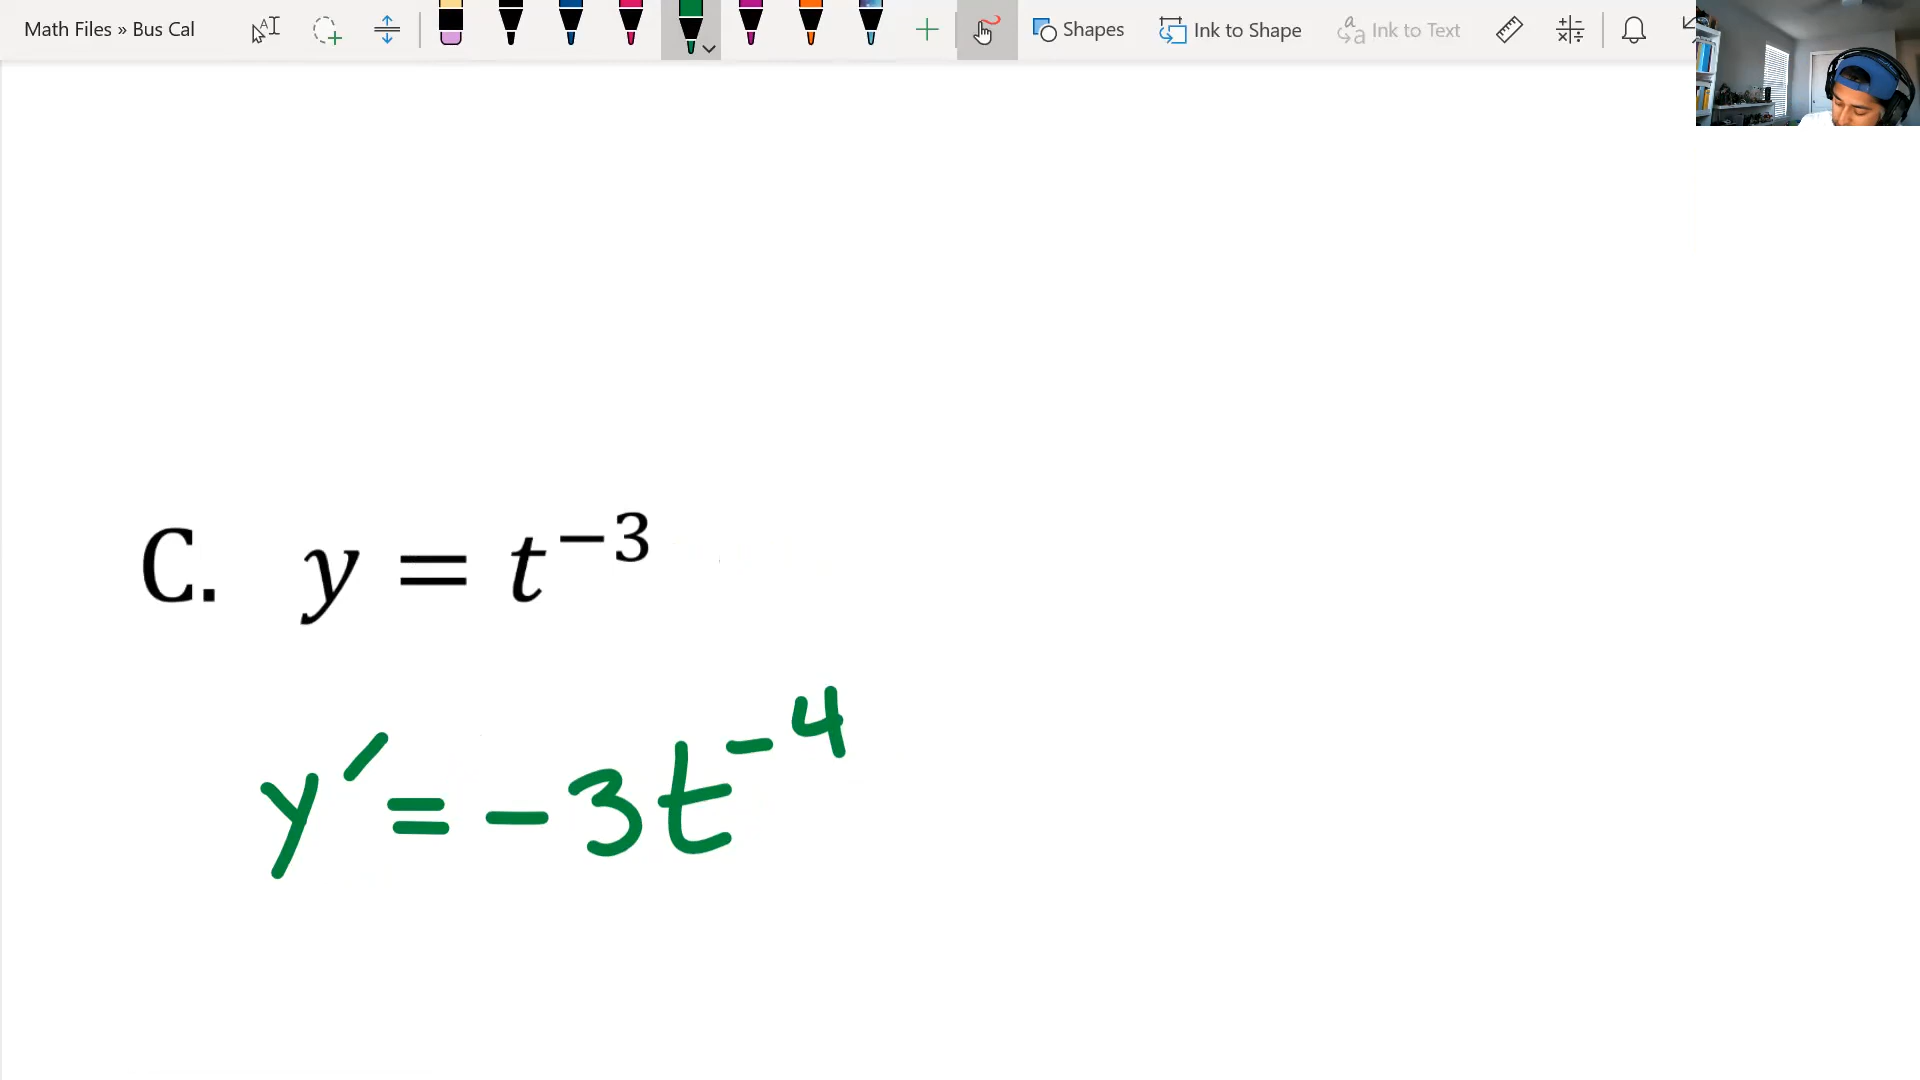 Math Files » Bus Cal Shapes Ink to Shape Ink to Text
C. y = t⁻³
y′ = −3t⁻⁴